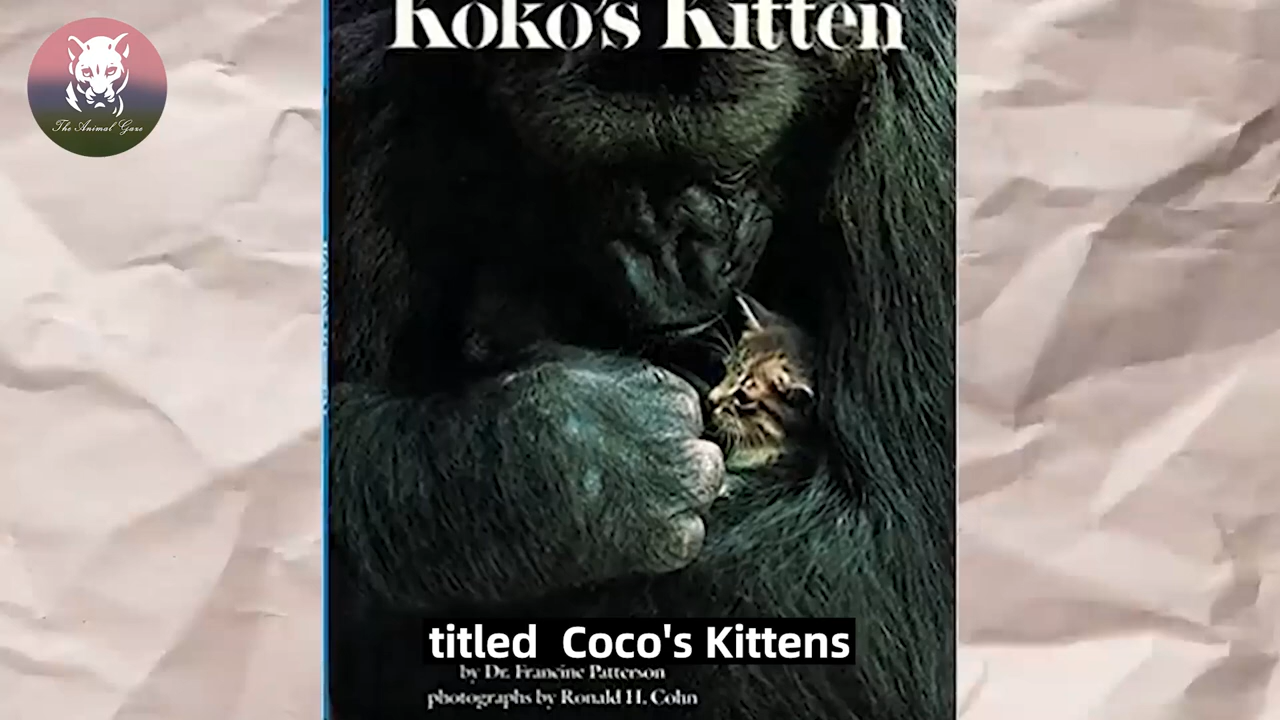 Koko's Kitten
The Animal Gaze
titled Coco's Kittens
by Dr. Francine Patterson
photographs by Ronald H. Cohn